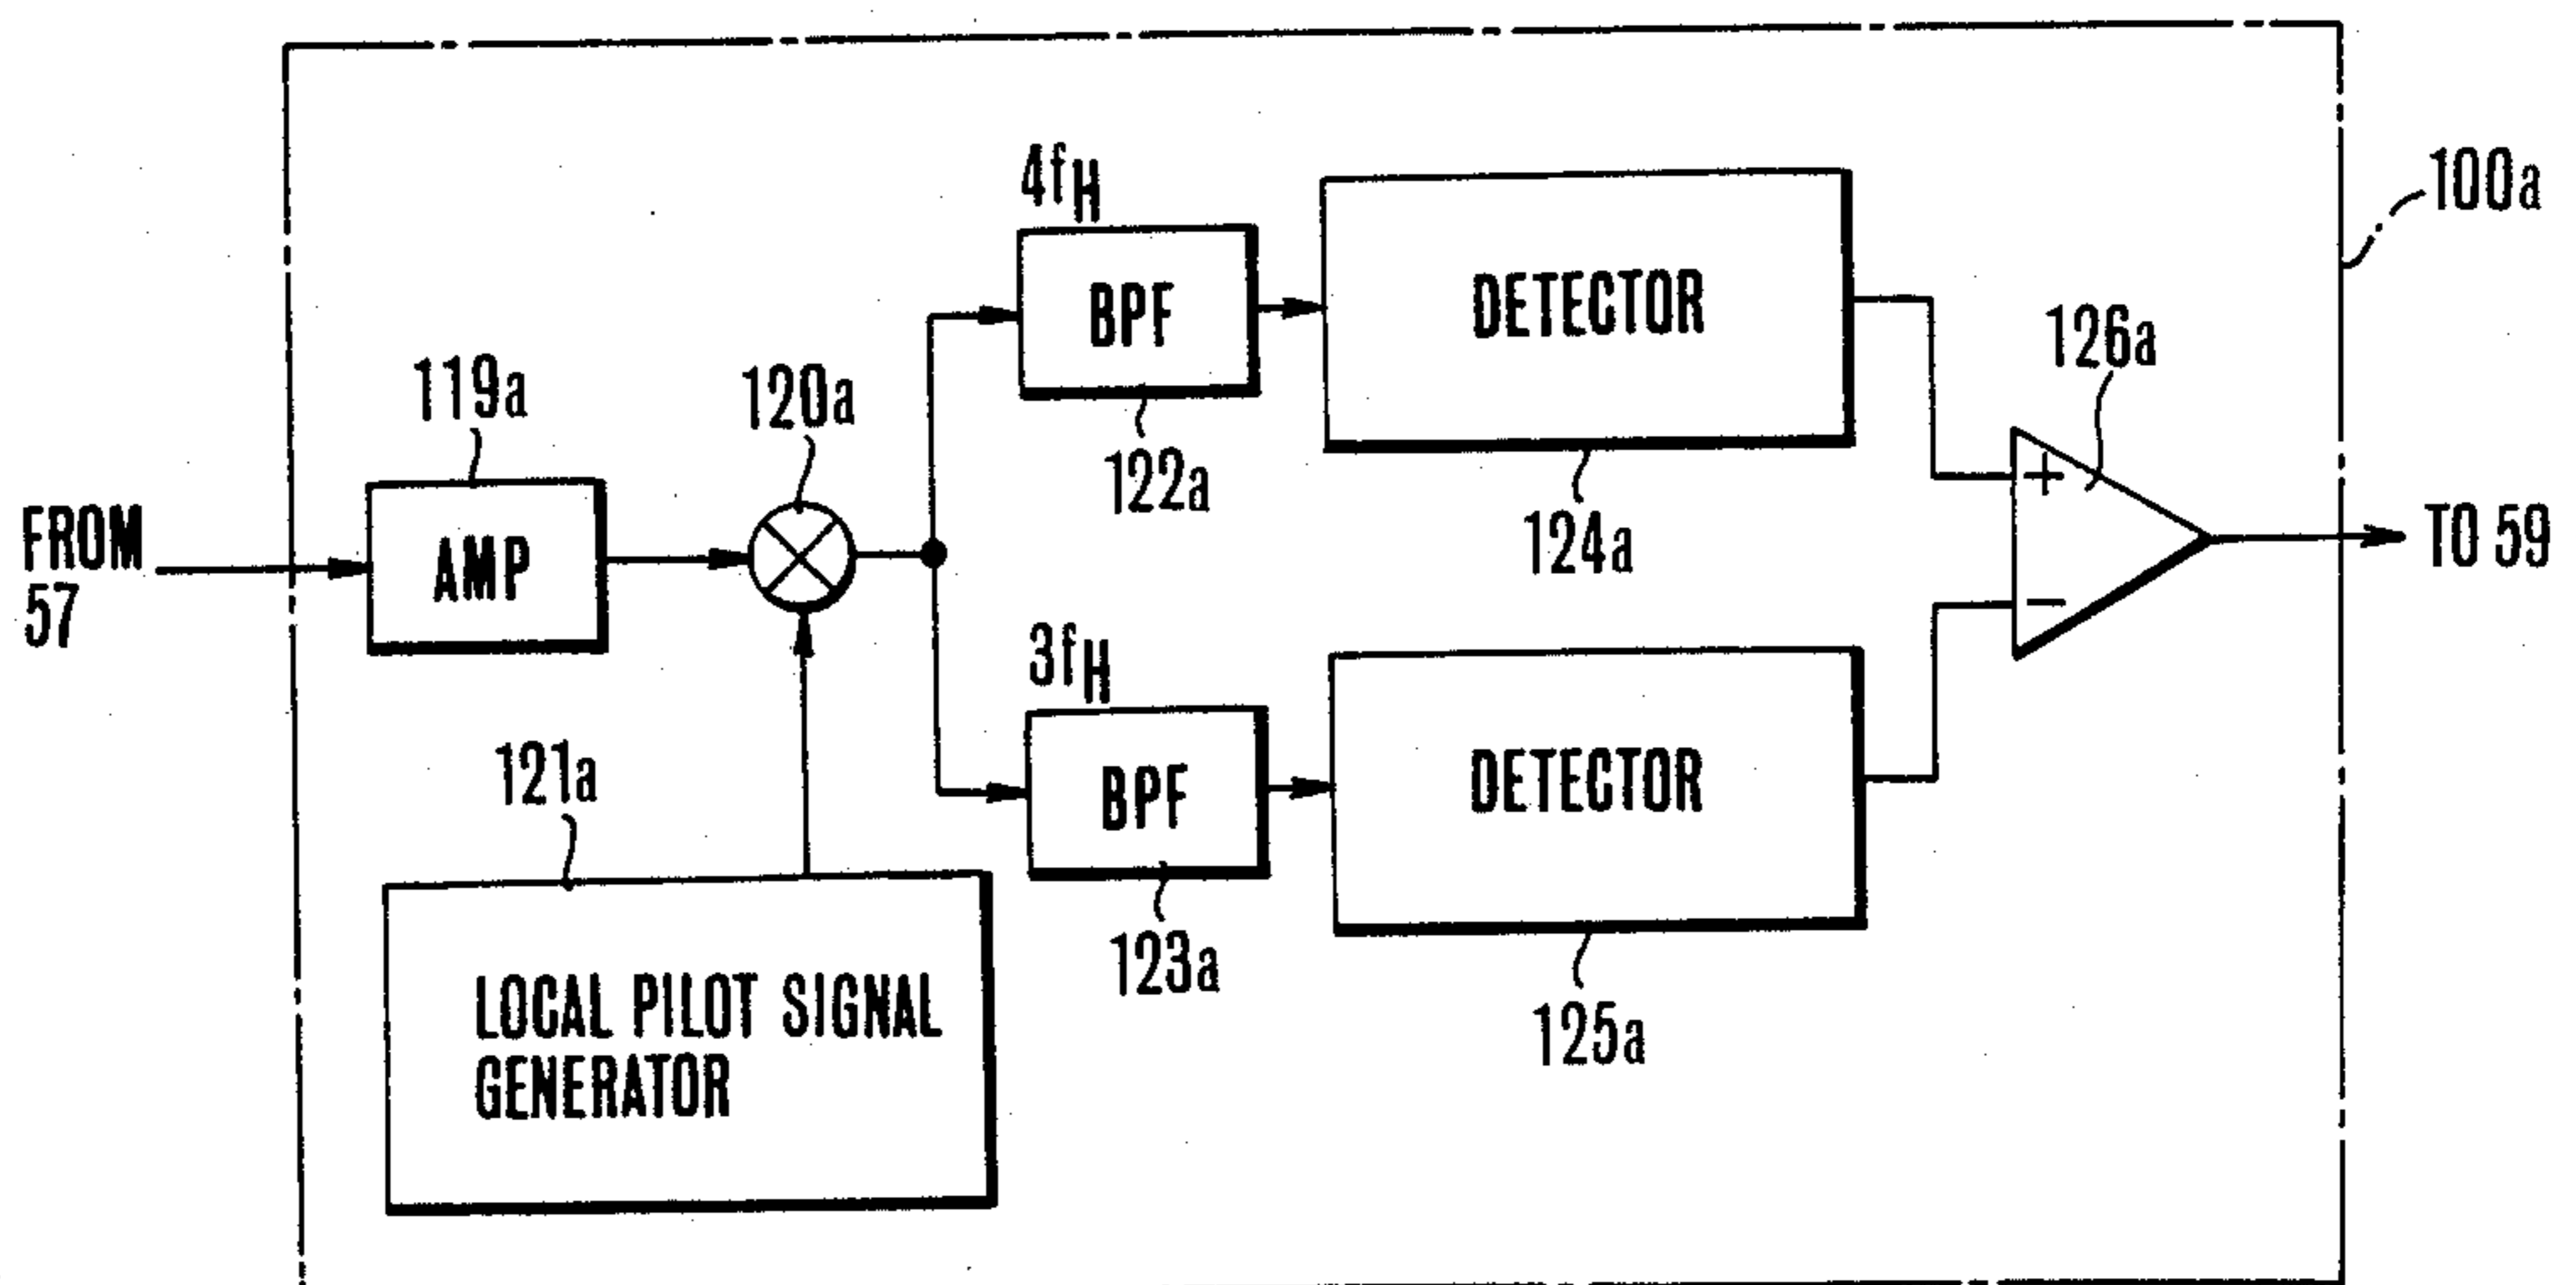 4fH
100a
BPF
DETECTOR
126a
119a
120a
122a
124a
FROM
57
AMP
+
TO 59
−
3fH
121a
BPF
DETECTOR
123a
125a
LOCAL PILOT SIGNAL
GENERATOR